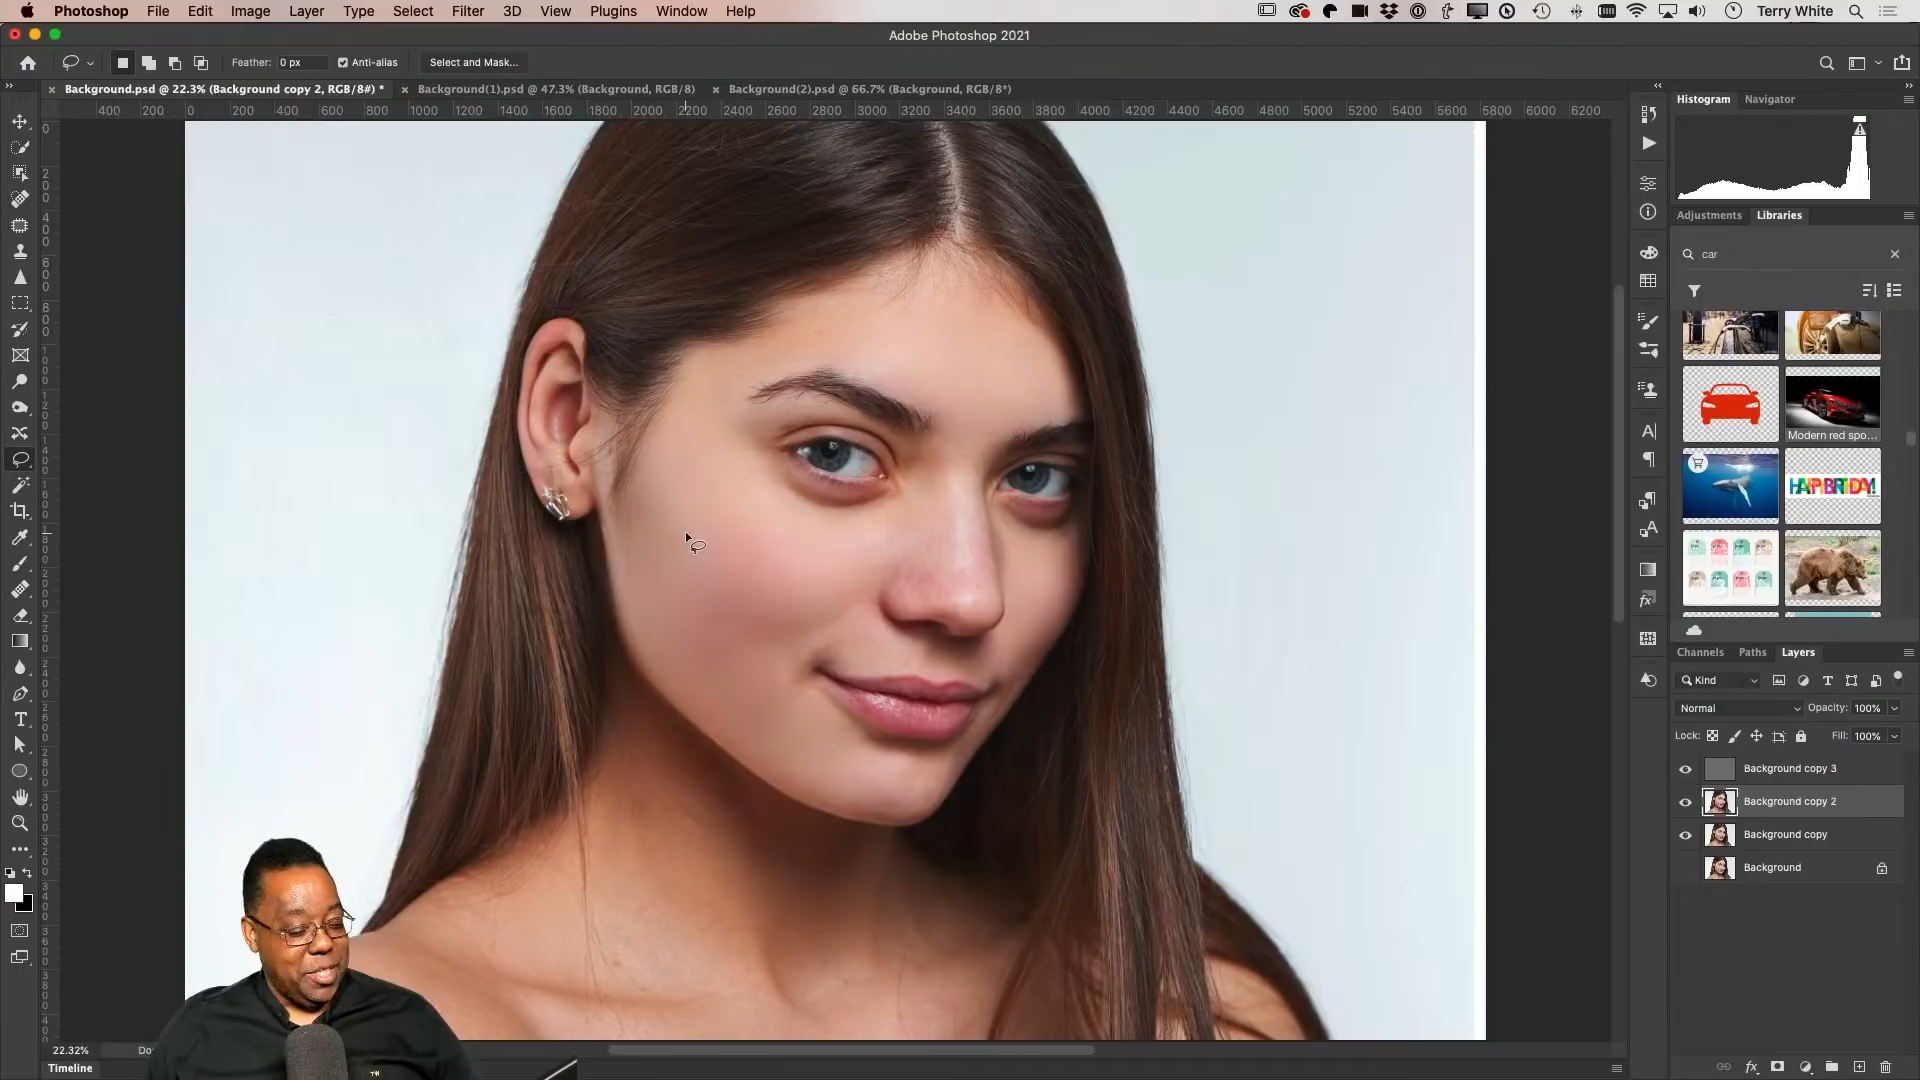 Photoshop File Edit Image Layer Type Select Filter 3D View Plugins Window Help Terry White
Adobe Photoshop 2021
Feather: 0 px Anti-alias Select and Mask...
Background.psd @ 22.3% (Background copy 2, RGB/8#) * Background(1).psd @ 47.3% (Background, RGB/8) Background(2).psd @ 66.7% (Background, RGB/8*)
400 200 0 200 400 600 800 1000 1200 1400 1600 1800 2000 2200 2400 2600 2800 3000 3200 3400 3600 3800 4000 4200 4400 4600 4800 5000 5200 5400 5600 5800 6000 6200
Histogram Navigator
Adjustments Libraries
car
Modern red spo...
HAPPY BIRTHDAY!
Channels Paths Layers
Kind
Normal Opacity: 100%
Lock: Fill: 100%
Background copy 3
Background copy 2
Background copy
Background
22.32% Do
Timeline